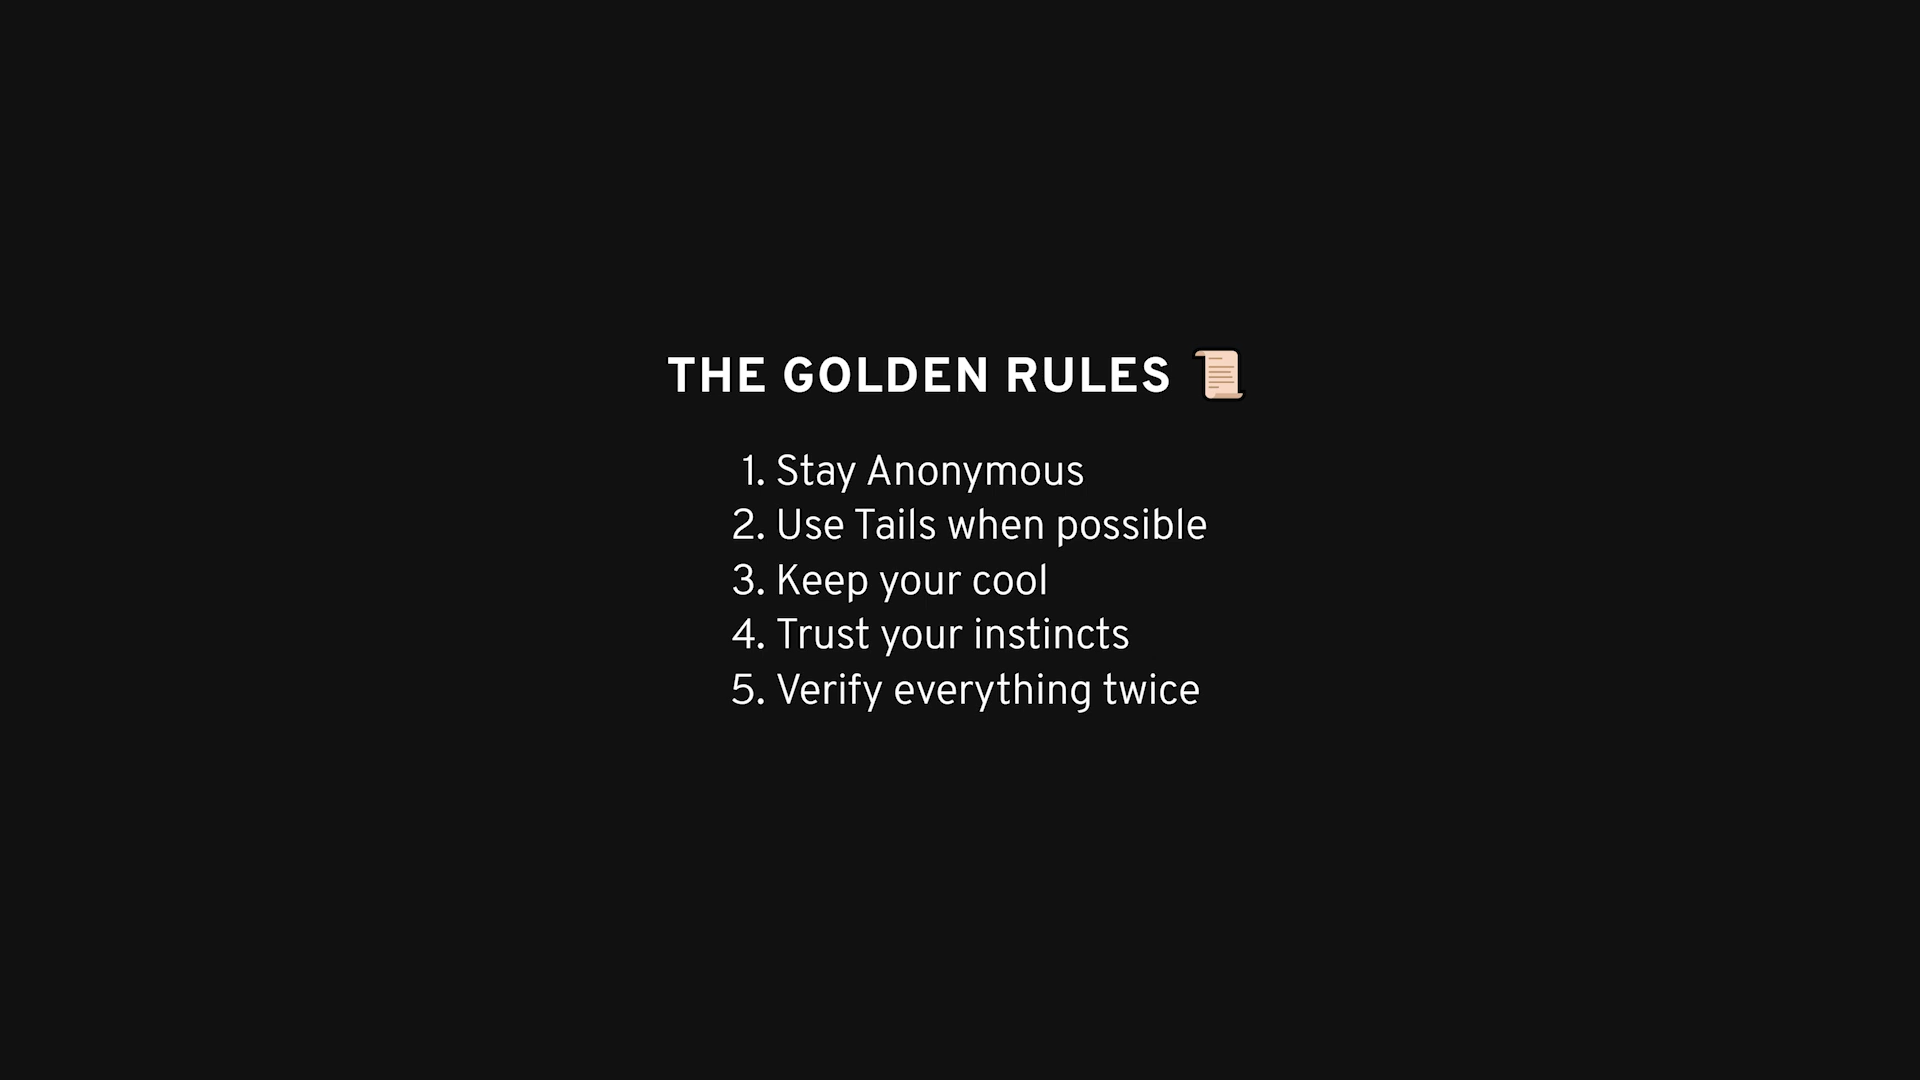 THE GOLDEN RULES 📜
1. Stay Anonymous
2. Use Tails when possible
3. Keep your cool
4. Trust your instincts
5. Verify everything twice